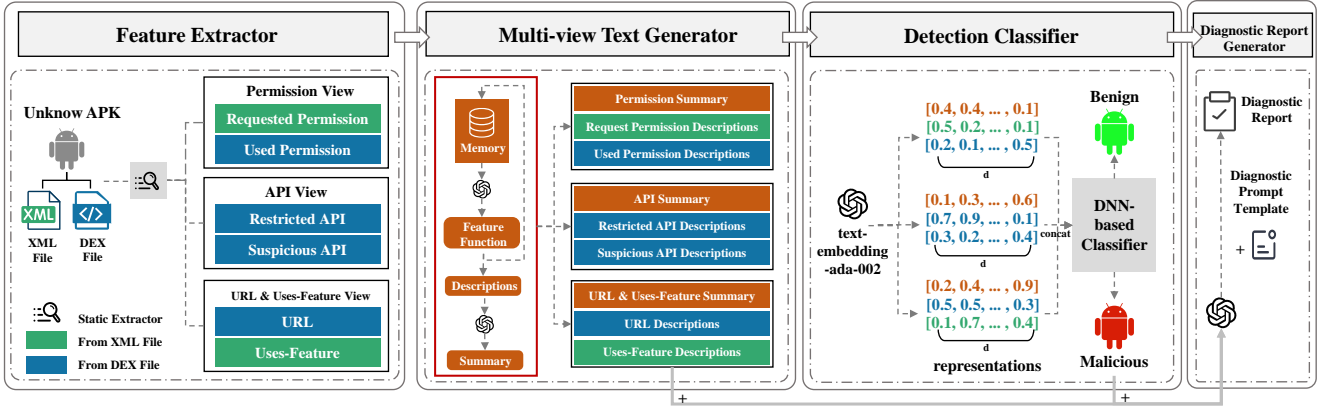 Feature Extractor
Unknow APK
XML
XML
File
DEX
File
Static Extractor
From XML File
From DEX File
Permission View
Requested Permission
Used Permission
API View
Restricted API
Suspicious API
URL & Uses-Feature View
URL
Uses-Feature
Multi-view Text Generator
Memory
Feature
Function
Descriptions
Summary
Permission Summary
Request Permission Descriptions
Used Permission Descriptions
API Summary
Restricted API Descriptions
Suspicious API Descriptions
URL & Uses-Feature Summary
URL Descriptions
Uses-Feature Descriptions
+
Detection Classifier
text-
embedding
-ada-002
[0.4, 0.4, ... , 0.1]
[0.5, 0.2, ... , 0.1]
[0.2, 0.1, ... , 0.5]
d
[0.1, 0.3, ... , 0.6]
[0.7, 0.9, ... , 0.1]
[0.3, 0.2, ... , 0.4]
d
[0.2, 0.4, ... , 0.9]
[0.5, 0.5, ... , 0.3]
[0.1, 0.7, ... , 0.4]
d
representations
concat
Benign
DNN-
based
Classifier
Malicious
+
Diagnostic Report
Generator
Diagnostic
Report
Diagnostic
Prompt
Template
+